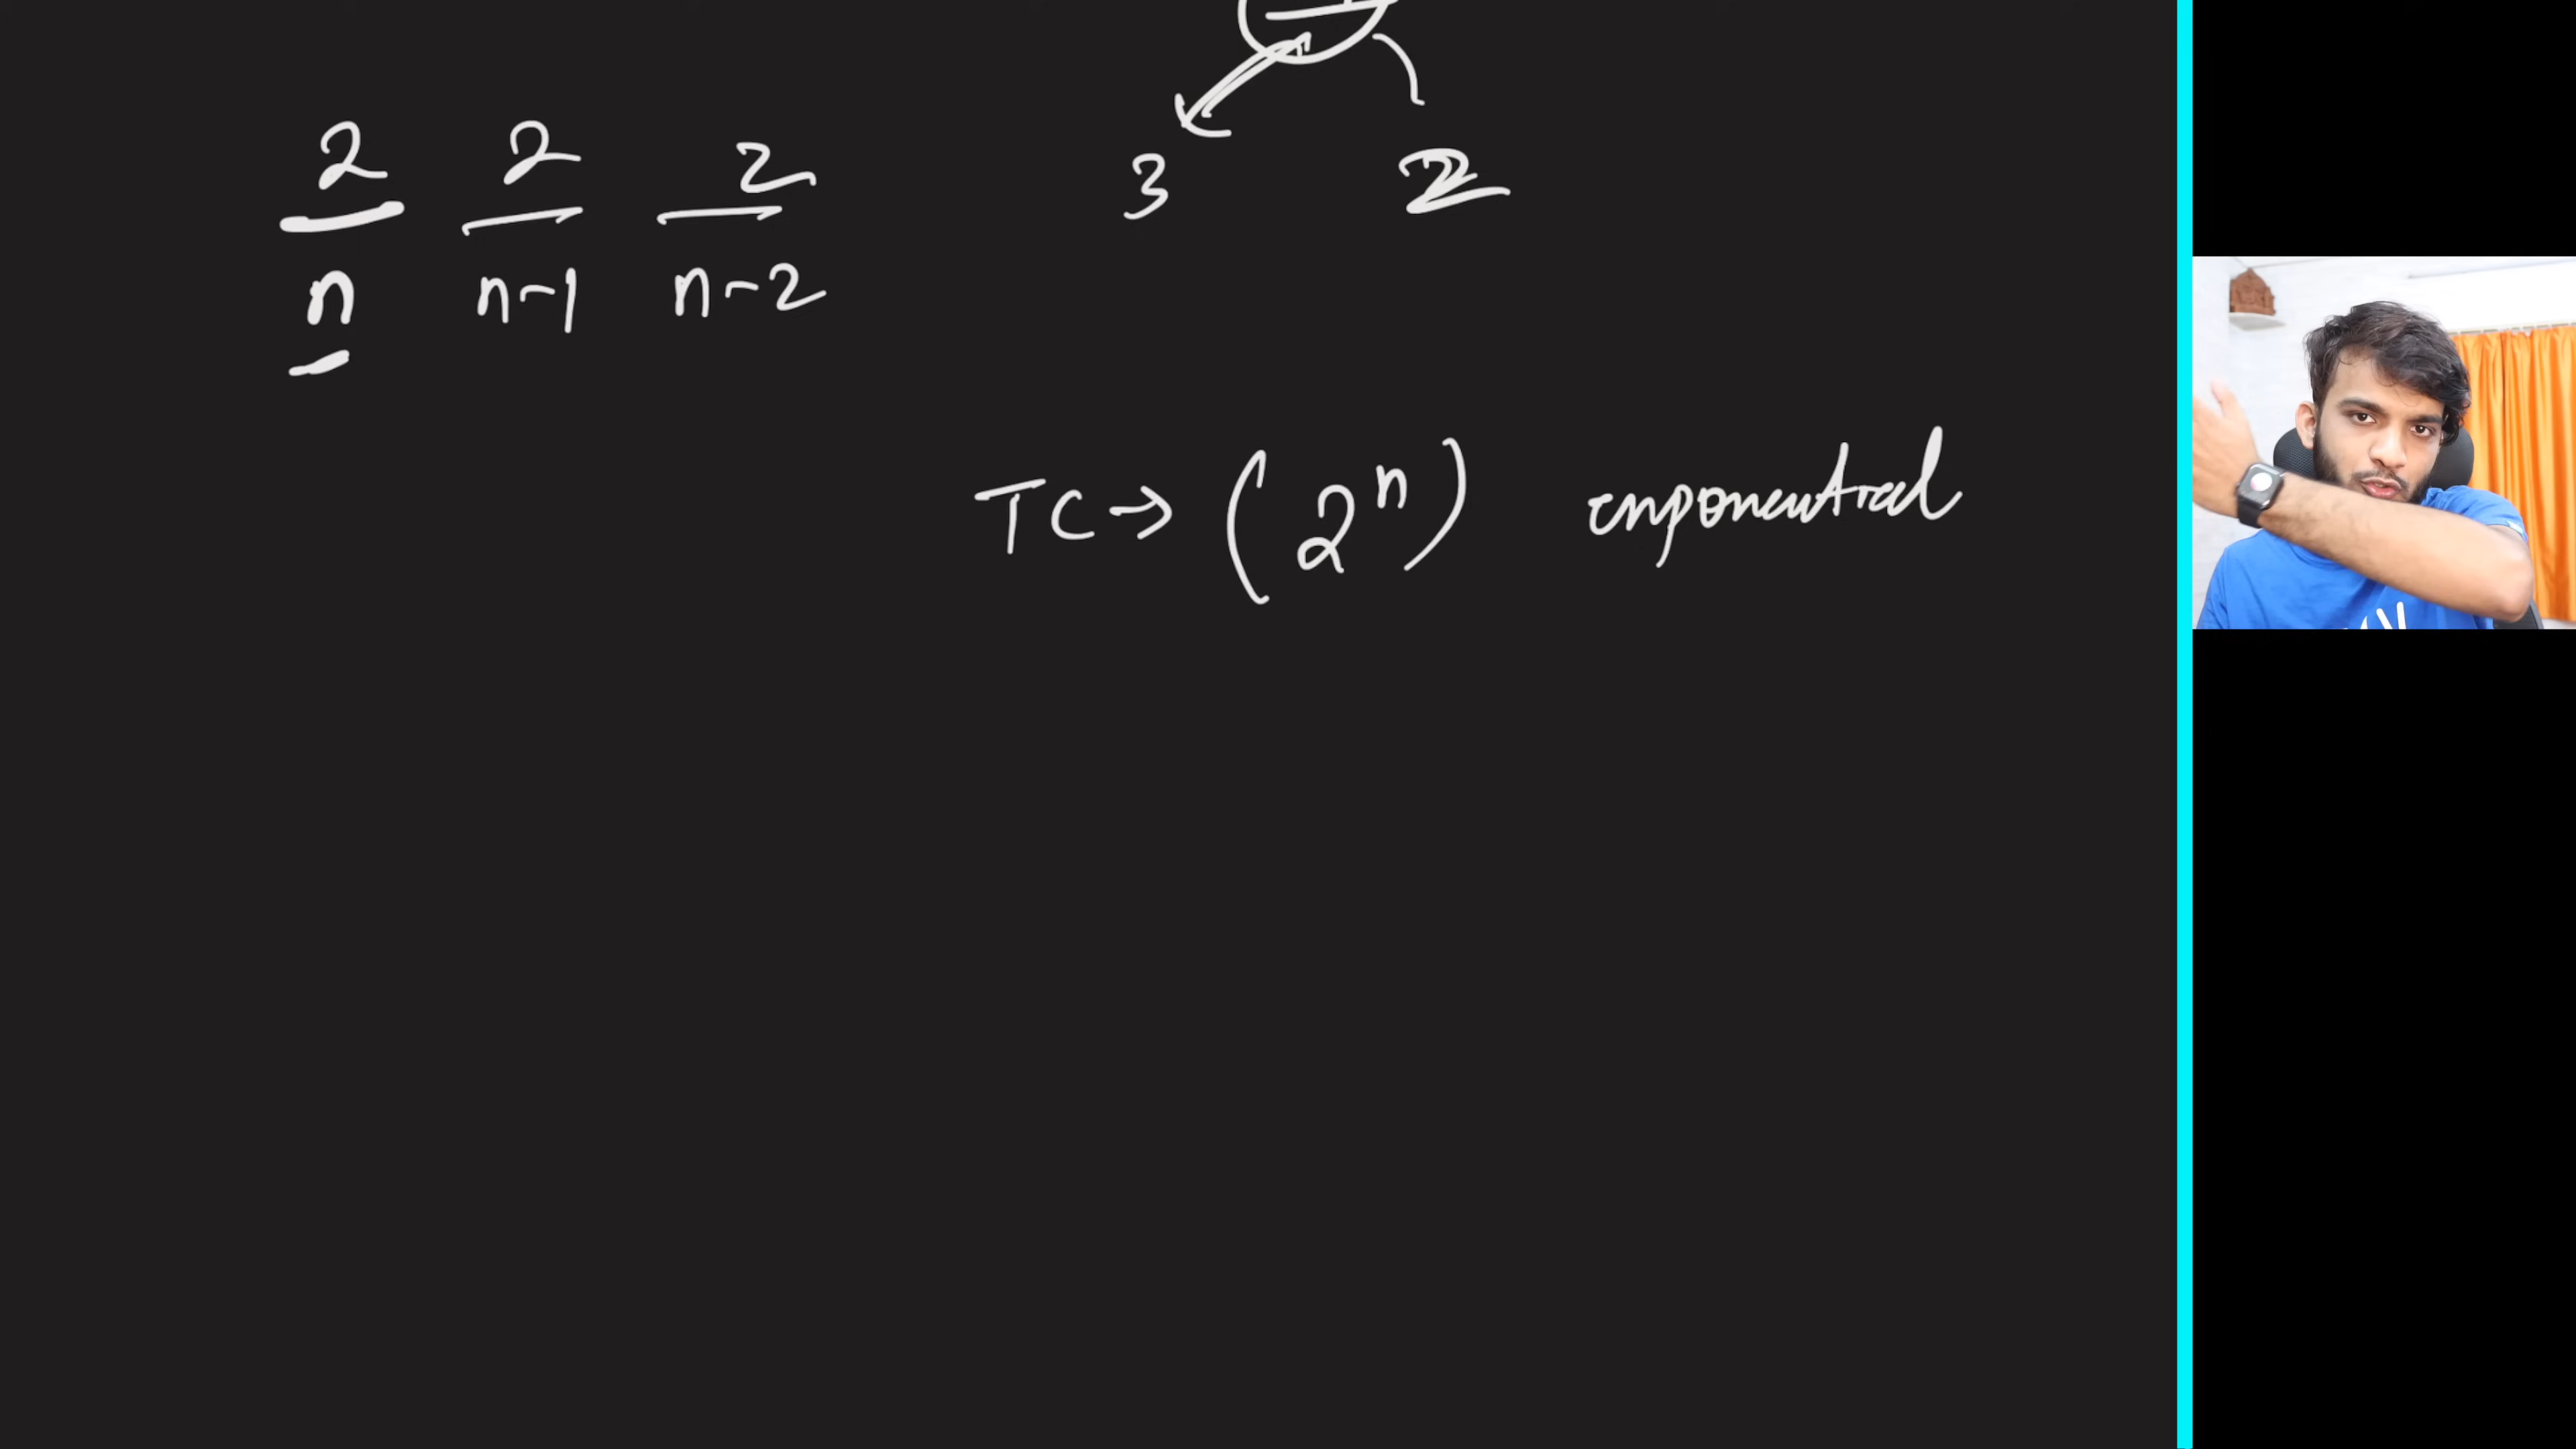 2 2 2
n n-1 n-2
3 2
TC → (2ⁿ) exponential